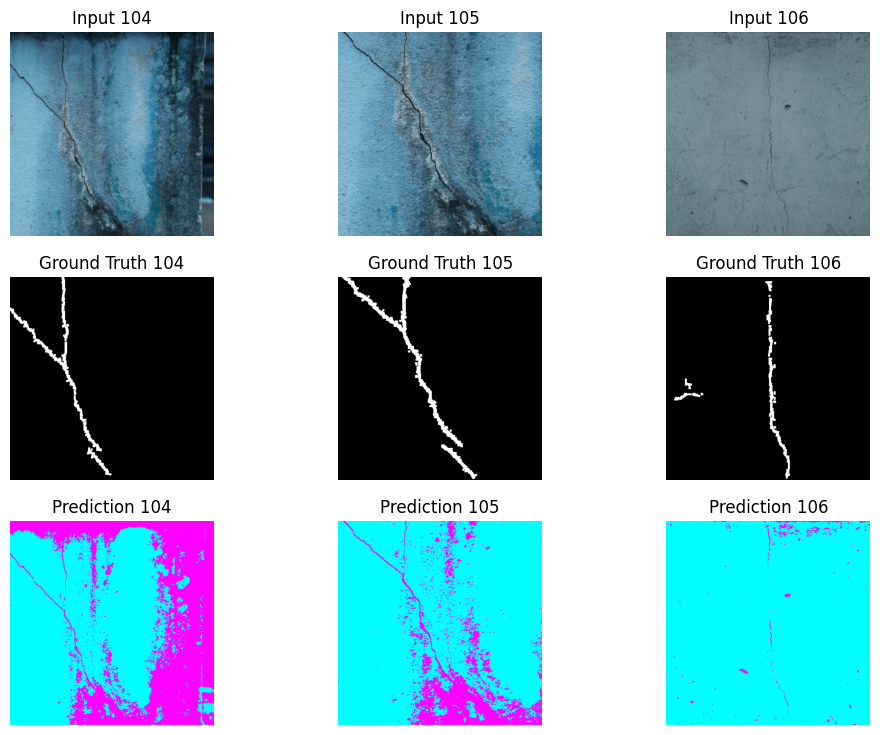 Input 104
Input 105
Input 106
Ground Truth 104
Ground Truth 105
Ground Truth 106
Prediction 104
Prediction 105
Prediction 106